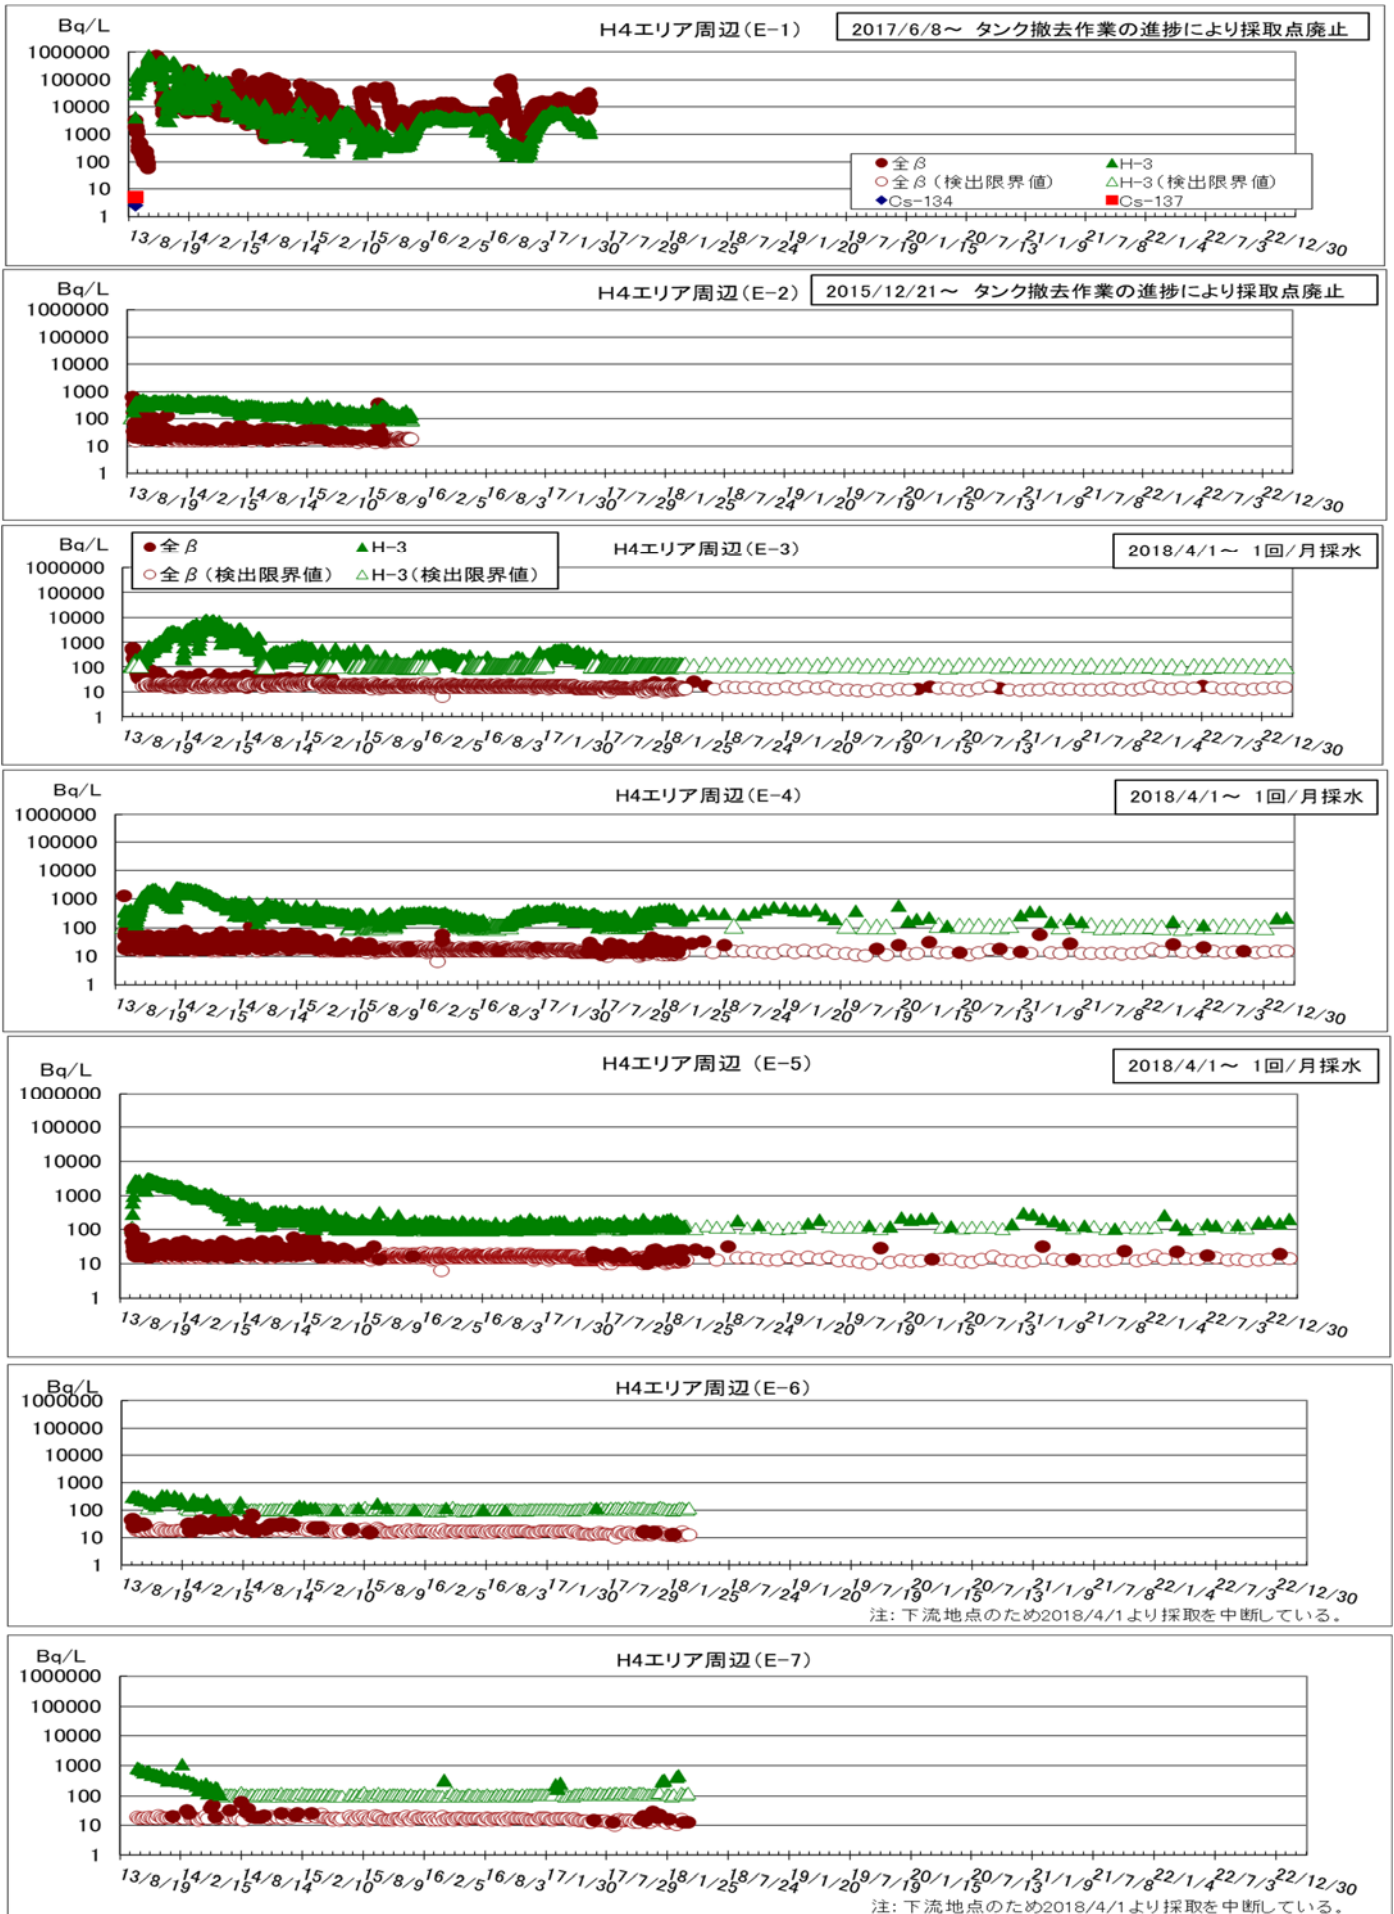 Bq/L
H4エリア周辺(E-1)
2017/6/8～ タンク撤去作業の進捗により採取点廃止
1000000
100000
10000
1000
100
10
1
●全β ▲H-3
○全β(検出限界値) △H-3(検出限界値)
◆Cs-134 ■Cs-137
13/8/19 14/2/15 14/8/14 15/2/10 15/8/9 16/2/5 16/8/3 17/1/30 17/7/29 18/1/25 18/7/24 19/1/20 19/7/19 20/1/15 20/7/13 21/1/9 21/7/8 22/1/4 22/7/3 22/12/30
Bq/L
H4エリア周辺(E-2)
2015/12/21～ タンク撤去作業の進捗により採取点廃止
1000000
100000
10000
1000
100
10
1
13/8/19 14/2/15 14/8/14 15/2/10 15/8/9 16/2/5 16/8/3 17/1/30 17/7/29 18/1/25 18/7/24 19/1/20 19/7/19 20/1/15 20/7/13 21/1/9 21/7/8 22/1/4 22/7/3 22/12/30
Bq/L
●全β ▲H-3
○全β(検出限界値) △H-3(検出限界値)
H4エリア周辺(E-3)
2018/4/1～ 1回/月採水
1000000
100000
10000
1000
100
10
1
13/8/19 14/2/15 14/8/14 15/2/10 15/8/9 16/2/5 16/8/3 17/1/30 17/7/29 18/1/25 18/7/24 19/1/20 19/7/19 20/1/15 20/7/13 21/1/9 21/7/8 22/1/4 22/7/3 22/12/30
Bq/L
H4エリア周辺(E-4)
2018/4/1～ 1回/月採水
1000000
100000
10000
1000
100
10
1
13/8/19 14/2/15 14/8/14 15/2/10 15/8/9 16/2/5 16/8/3 17/1/30 17/7/29 18/1/25 18/7/24 19/1/20 19/7/19 20/1/15 20/7/13 21/1/9 21/7/8 22/1/4 22/7/3 22/12/30
Bq/L
H4エリア周辺 (E-5)
2018/4/1～ 1回/月採水
1000000
100000
10000
1000
100
10
1
13/8/19 14/2/15 14/8/14 15/2/10 15/8/9 16/2/5 16/8/3 17/1/30 17/7/29 18/1/25 18/7/24 19/1/20 19/7/19 20/1/15 20/7/13 21/1/9 21/7/8 22/1/4 22/7/3 22/12/30
Bq/L
H4エリア周辺(E-6)
1000000
100000
10000
1000
100
10
1
13/8/19 14/2/15 14/8/14 15/2/10 15/8/9 16/2/5 16/8/3 17/1/30 17/7/29 18/1/25 18/7/24 19/1/20 19/7/19 20/1/15 20/7/13 21/1/9 21/7/8 22/1/4 22/7/3 22/12/30
注: 下流地点のため2018/4/1より採取を中断している。
Bq/L
H4エリア周辺(E-7)
1000000
100000
10000
1000
100
10
1
13/8/19 14/2/15 14/8/14 15/2/10 15/8/9 16/2/5 16/8/3 17/1/30 17/7/29 18/1/25 18/7/24 19/1/20 19/7/19 20/1/15 20/7/13 21/1/9 21/7/8 22/1/4 22/7/3 22/12/30
注: 下流地点のため2018/4/1より採取を中断している。